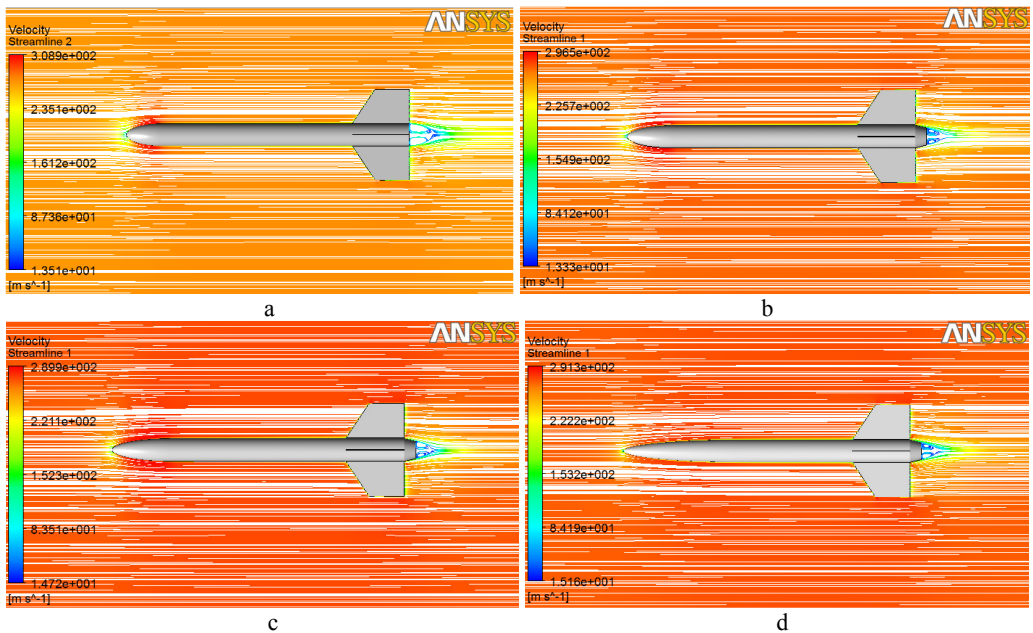 ANSYS
Velocity
Streamline 2
3.089e+002
2.351e+002
1.612e+002
8.736e+001
1.351e+001
[m s^-1]
a
ANSYS
Velocity
Streamline 1
2.965e+002
2.257e+002
1.549e+002
8.412e+001
1.333e+001
[m s^-1]
b
ANSYS
Velocity
Streamline 1
2.899e+002
2.211e+002
1.523e+002
8.351e+001
1.472e+001
[m s^-1]
c
ANSYS
Velocity
Streamline 1
2.913e+002
2.222e+002
1.532e+002
8.419e+001
1.516e+001
[m s^-1]
d